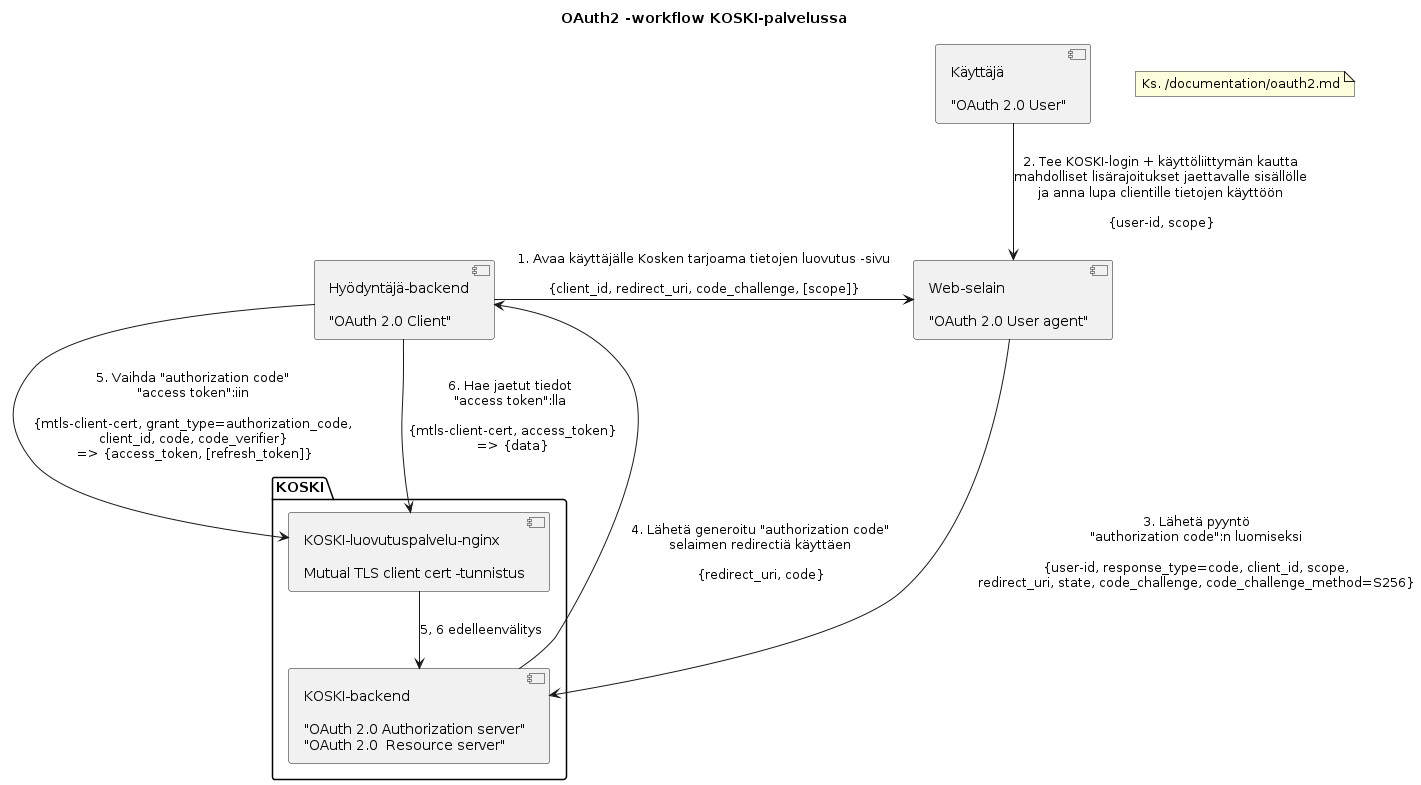 OAuth2 -workflow KOSKI-palvelussa
Käyttäjä
"OAuth 2.0 User"
Ks. /documentation/oauth2.md
2. Tee KOSKI-login + käyttöliittymän kautta
mahdolliset lisärajoitukset jaettavalle sisällölle
ja anna lupa clientille tietojen käyttöön
{user-id, scope}
1. Avaa käyttäjälle Kosken tarjoama tietojen luovutus -sivu
{client_id, redirect_uri, code_challenge, [scope]}
Hyödyntäjä-backend
"OAuth 2.0 Client"
Web-selain
"OAuth 2.0 User agent"
5. Vaihda "authorization code"
"access token":iin
{mtls-client-cert, grant_type=authorization_code,
client_id, code, code_verifier}
=> {access_token, [refresh_token]}
6. Hae jaetut tiedot
"access token":lla
{mtls-client-cert, access_token}
=> {data}
KOSKI
KOSKI-luovutuspalvelu-nginx
Mutual TLS client cert -tunnistus
4. Lähetä generoitu "authorization code"
selaimen redirectiä käyttäen
{redirect_uri, code}
3. Lähetä pyyntö
"authorization code":n luomiseksi
{user-id, response_type=code, client_id, scope,
redirect_uri, state, code_challenge, code_challenge_method=S256}
5, 6 edelleenvälitys
KOSKI-backend
"OAuth 2.0 Authorization server"
"OAuth 2.0  Resource server"